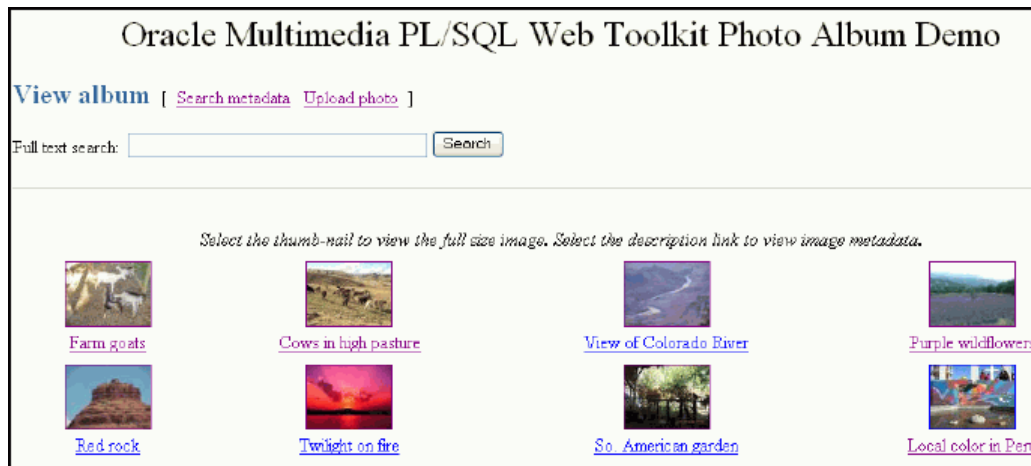 Oracle Multimedia PL/SQL Web Toolkit Photo Album Demo
View album [ Search metadata Upload photo ]
Full text search: Search
Select the thumb-nail to view the full size image. Select the description link to view image metadata.
Farm goats Cows in high pasture View of Colorado River Purple wildflower
Red rock Twilight on fire So. American garden Local color in Per